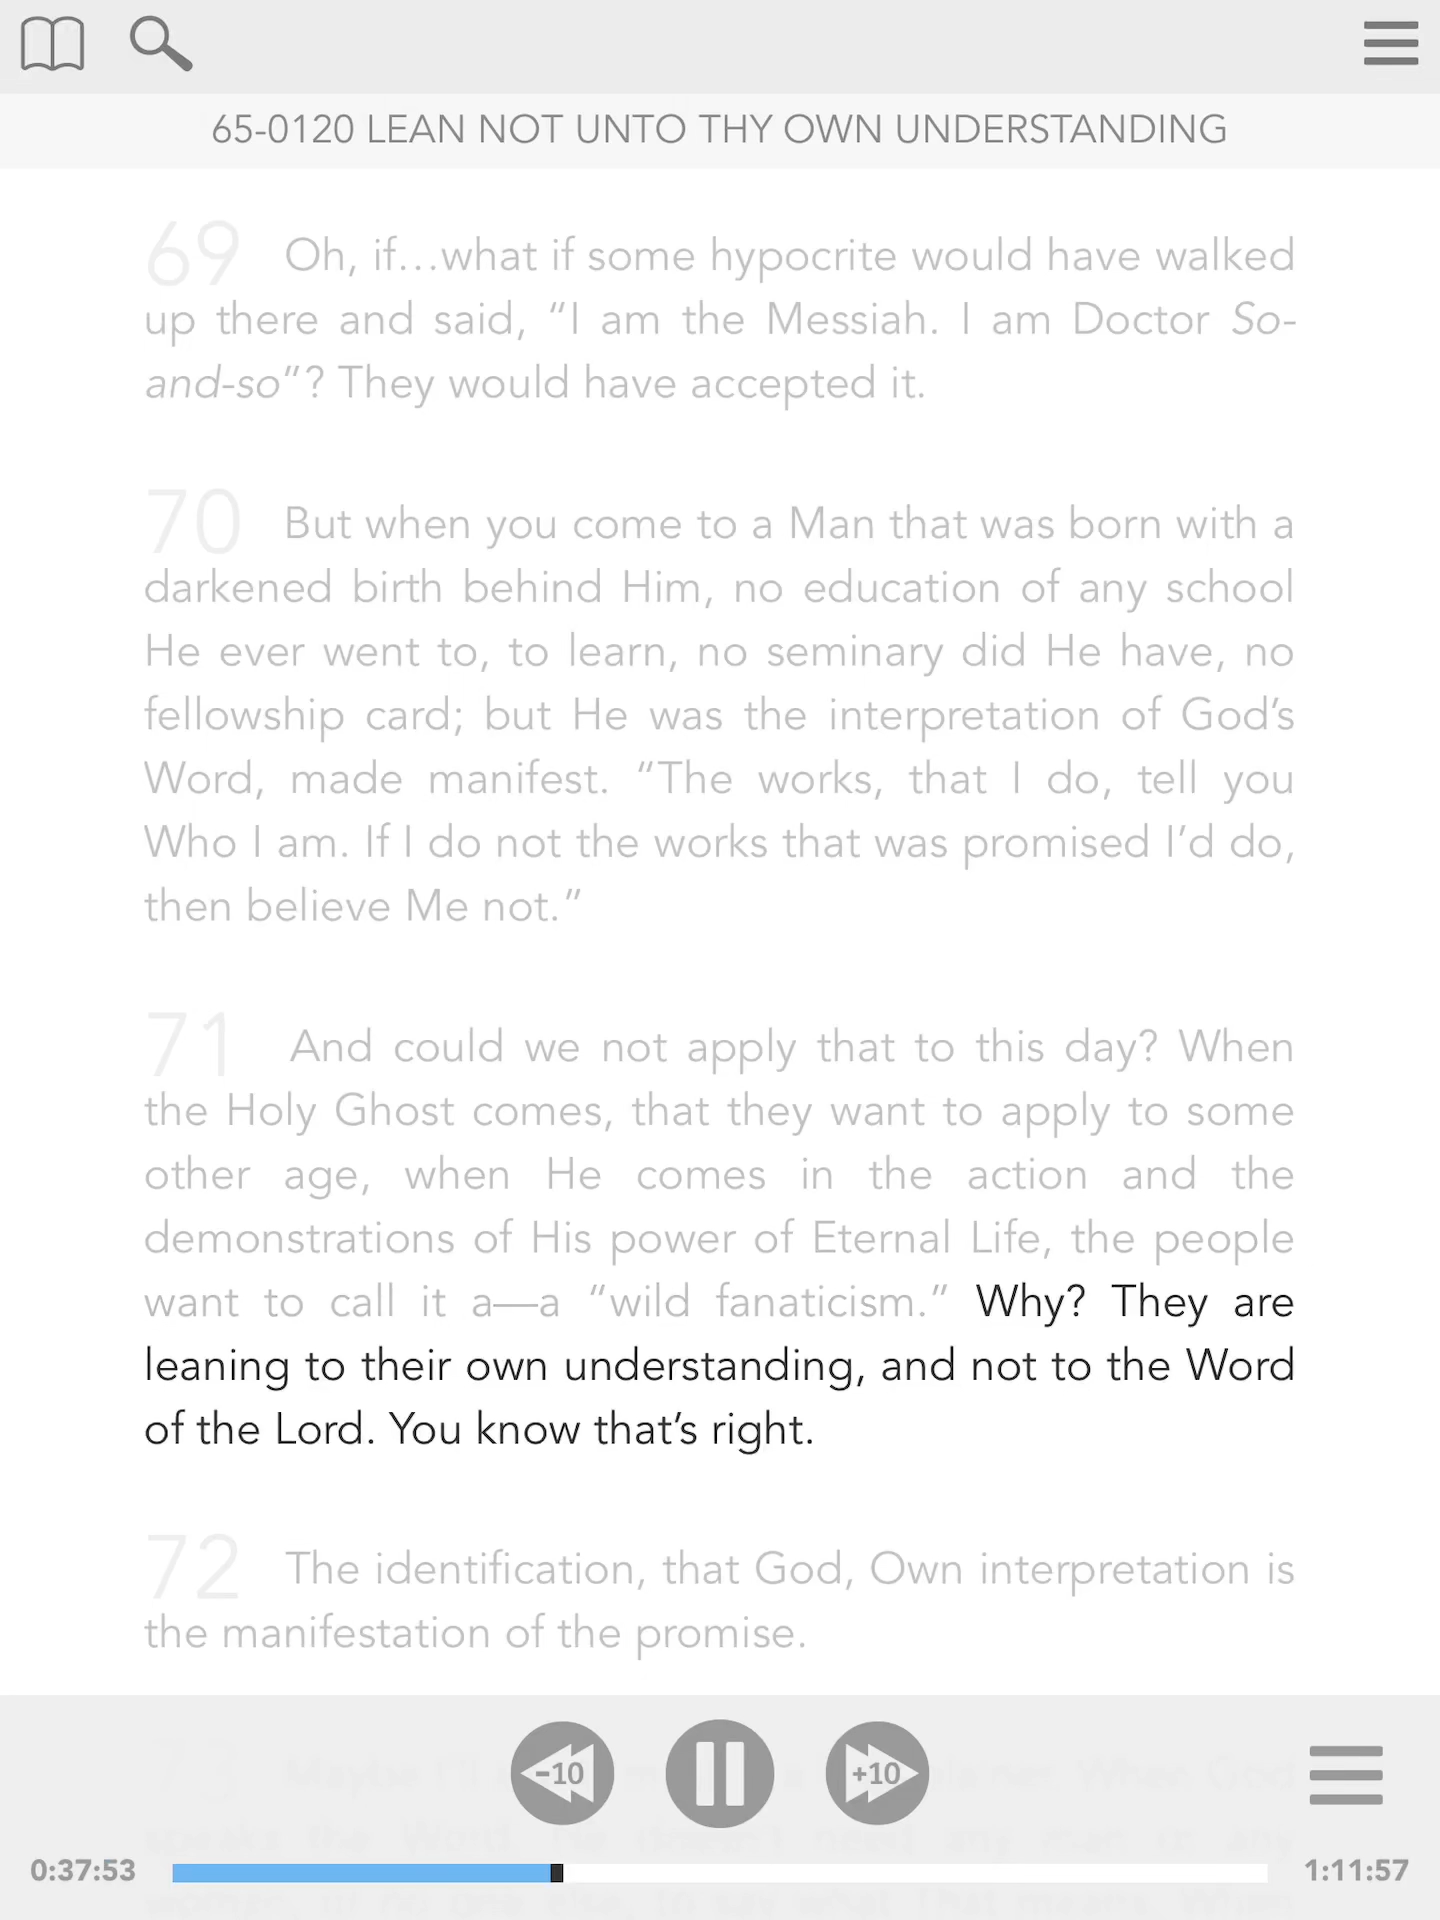 65-0120 LEAN NOT UNTO THY OWN UNDERSTANDING
69 Oh, if…what if some hypocrite would have walked
up there and said, “I am the Messiah. I am Doctor So-
and-so”? They would have accepted it.
70 But when you come to a Man that was born with a
darkened birth behind Him, no education of any school
He ever went to, to learn, no seminary did He have, no
fellowship card; but He was the interpretation of God’s
Word, made manifest. “The works, that I do, tell you
Who I am. If I do not the works that was promised I’d do,
then believe Me not.”
71 And could we not apply that to this day? When
the Holy Ghost comes, that they want to apply to some
other age, when He comes in the action and the
demonstrations of His power of Eternal Life, the people
want to call it a—a “wild fanaticism.” Why? They are
leaning to their own understanding, and not to the Word
of the Lord. You know that’s right.
72 The identification, that God, Own interpretation is
the manifestation of the promise.
-10 +10
0:37:53 1:11:57